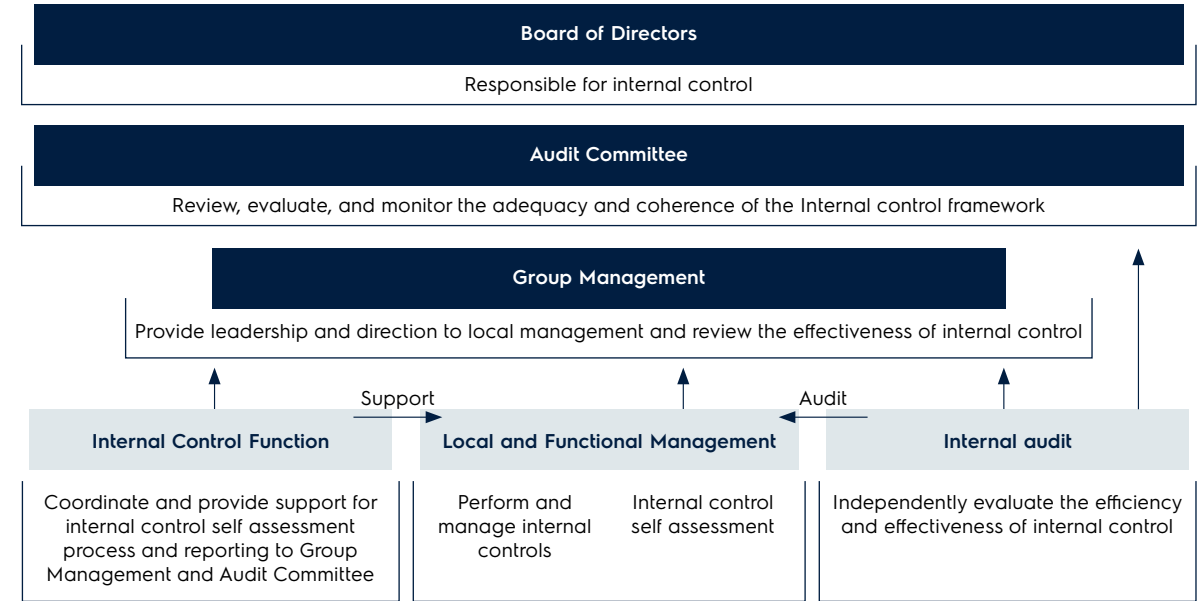 Board of Directors
Responsible for internal control
Audit Committee
Review, evaluate, and monitor the adequacy and coherence of the Internal control framework
Group Management
Provide leadership and direction to local management and review the effectiveness of internal control
Support
Audit
Internal Control Function
Coordinate and provide support for
internal control self assessment
process and reporting to Group
Management and Audit Committee
Local and Functional Management
Perform and
manage internal
controls
Internal control
self assessment
Internal audit
Independently evaluate the efficiency
and effectiveness of internal control